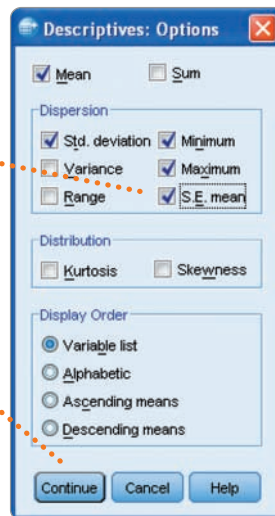 Descriptives: Options
Mean Sum
Dispersion
Std. deviation Minimum
Variance Maximum
Range S.E. mean
Distribution
Kurtosis Skewness
Display Order
Variable list
Alphabetic
Ascending means
Descending means
Continue Cancel Help